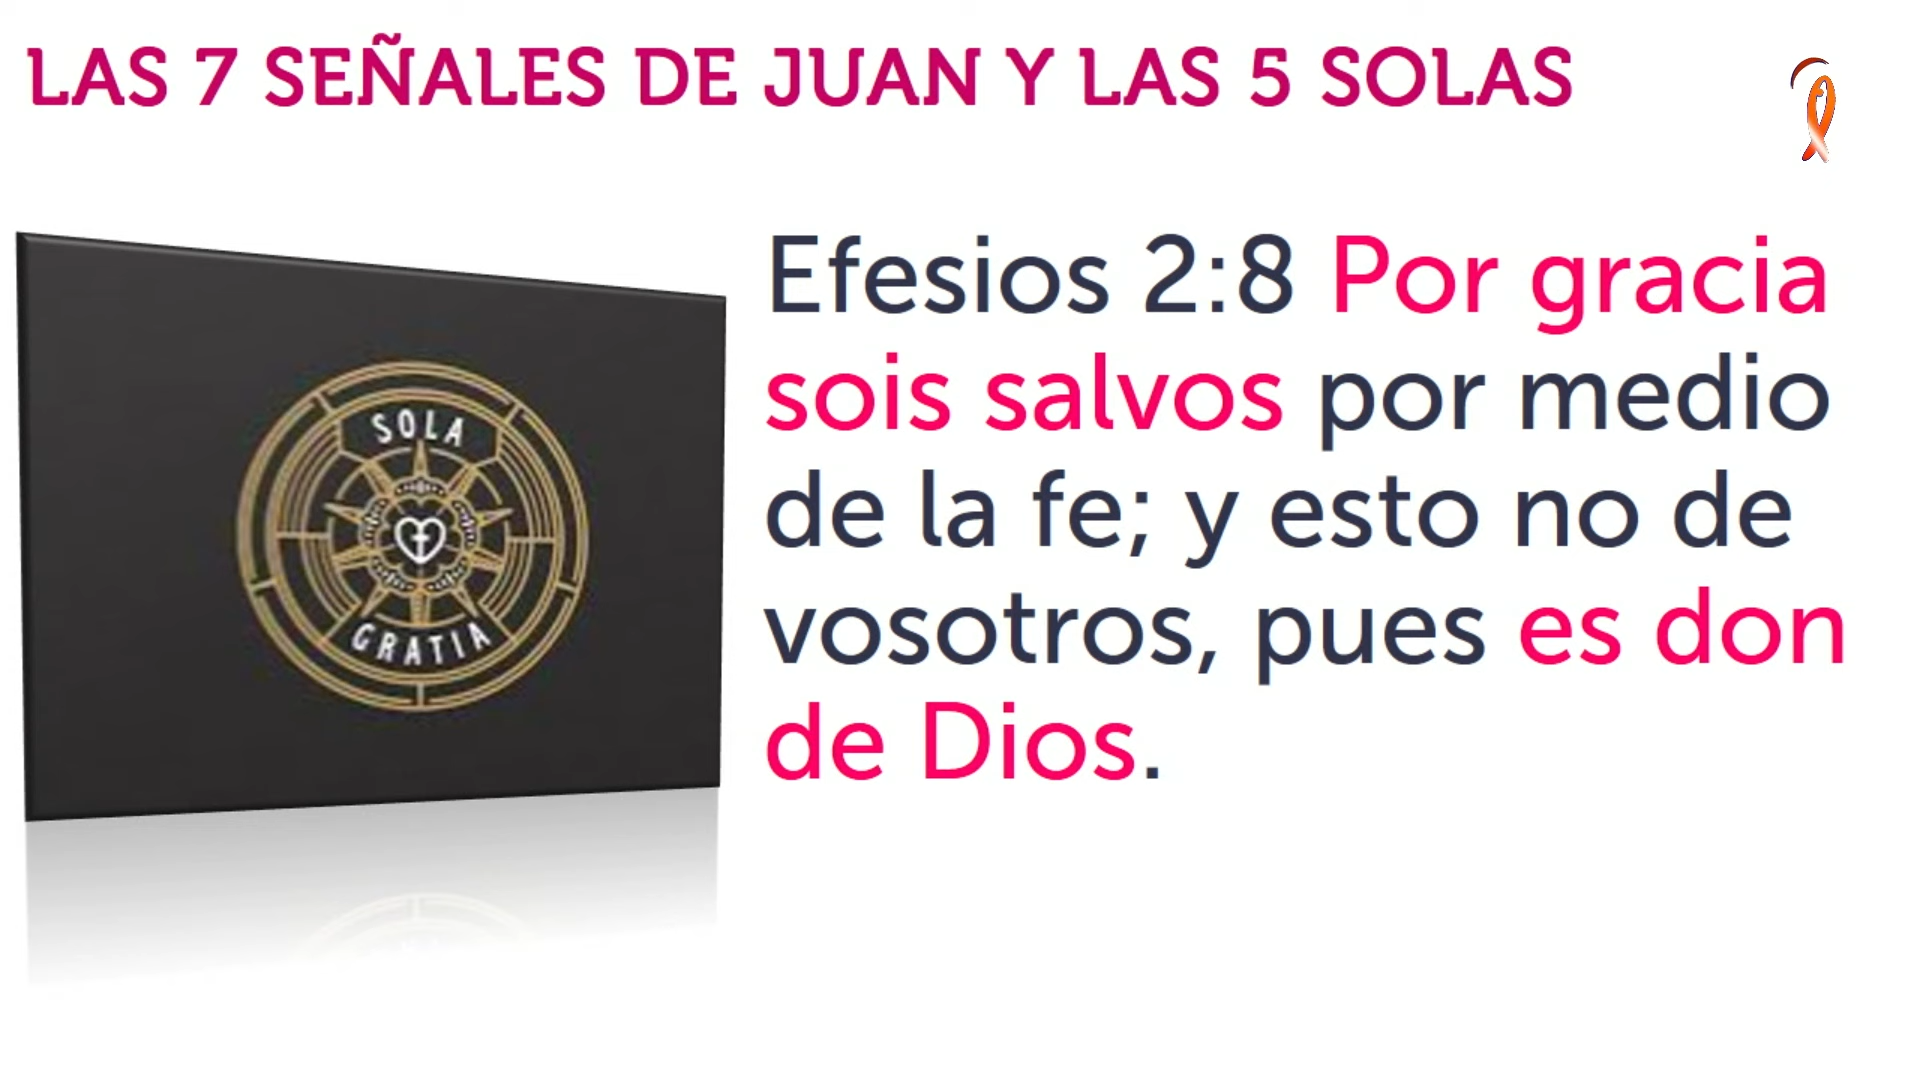 LAS 7 SEÑALES DE JUAN Y LAS 5 SOLAS
SOLA
GRATIA
Efesios 2:8 Por gracia
sois salvos por medio
de la fe; y esto no de
vosotros, pues es don
de Dios.